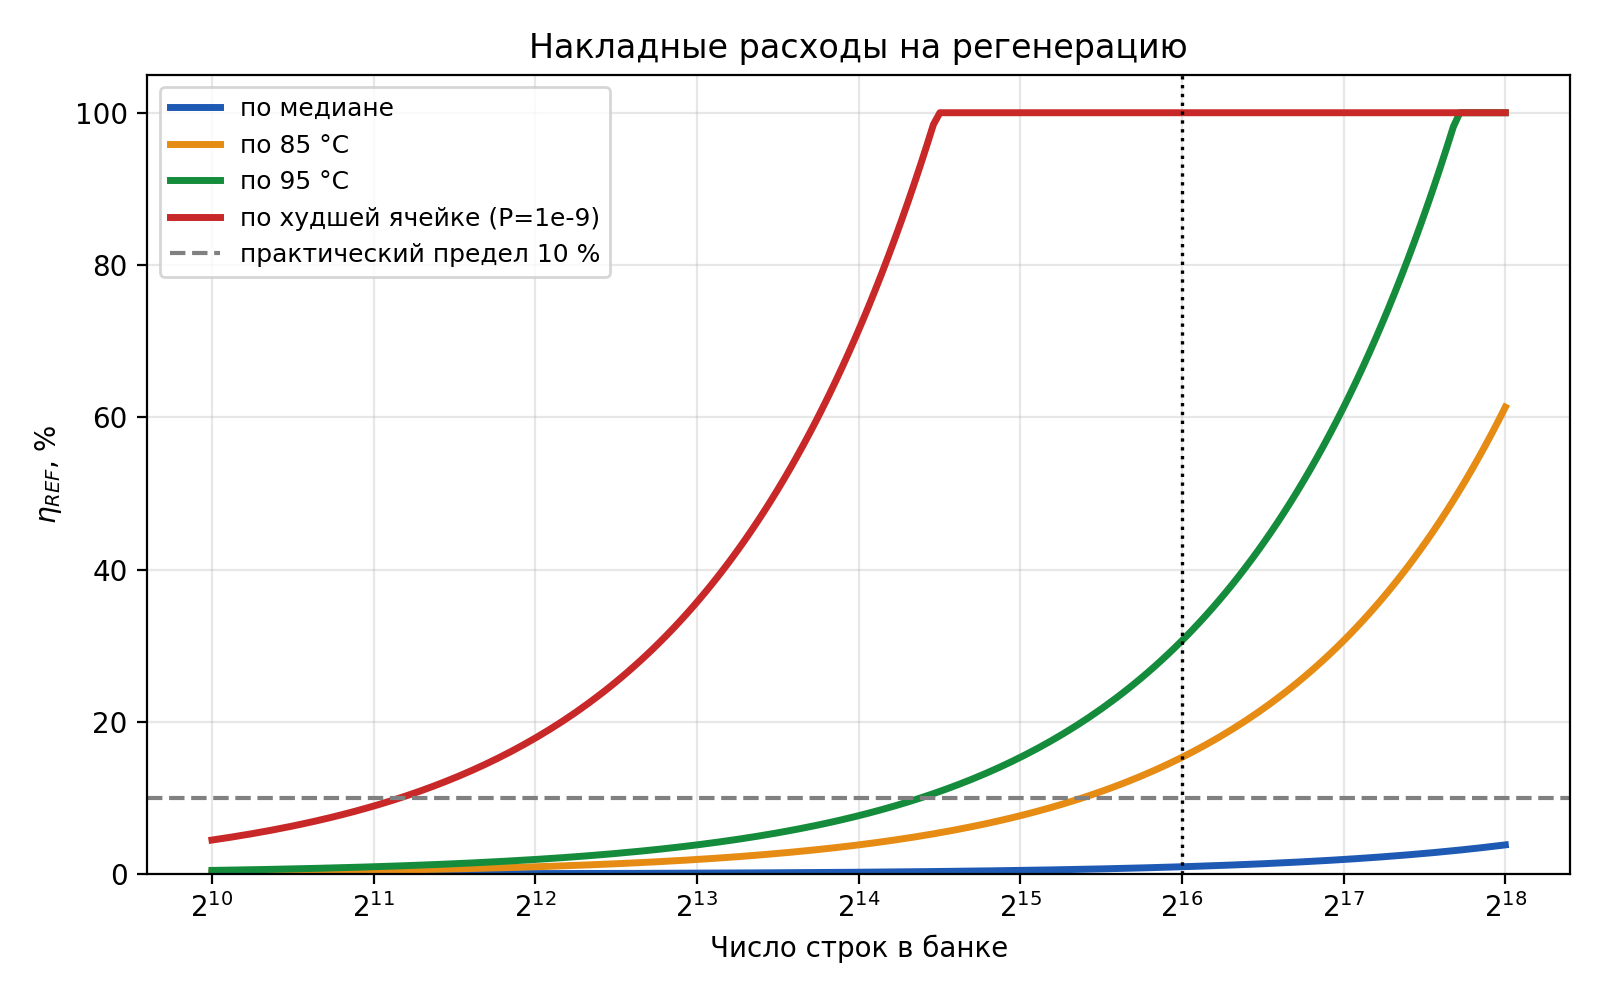 Накладные расходы на регенерацию
по медиане
по 85 °C
по 95 °C
по худшей ячейке (P=1e-9)
практический предел 10 %
η_REF, %
100
80
60
40
20
0
2^10 2^11 2^12 2^13 2^14 2^15 2^16 2^17 2^18
Число строк в банке